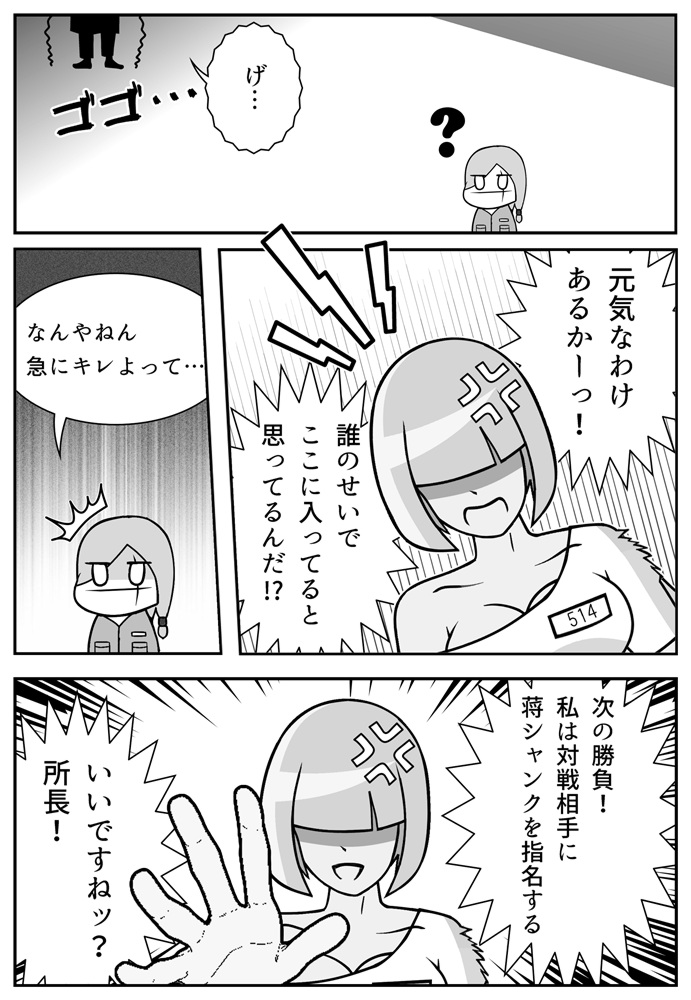 げ…
ゴゴ…
?
元気なわけ
あるかーっ！
誰のせいで
ここに入ってると
思ってるんだ!?
514
なんやねん
急にキレよって…
次の勝負！
私は対戦相手に
蒋シャンクを指名する
いいですねッ？
所長！